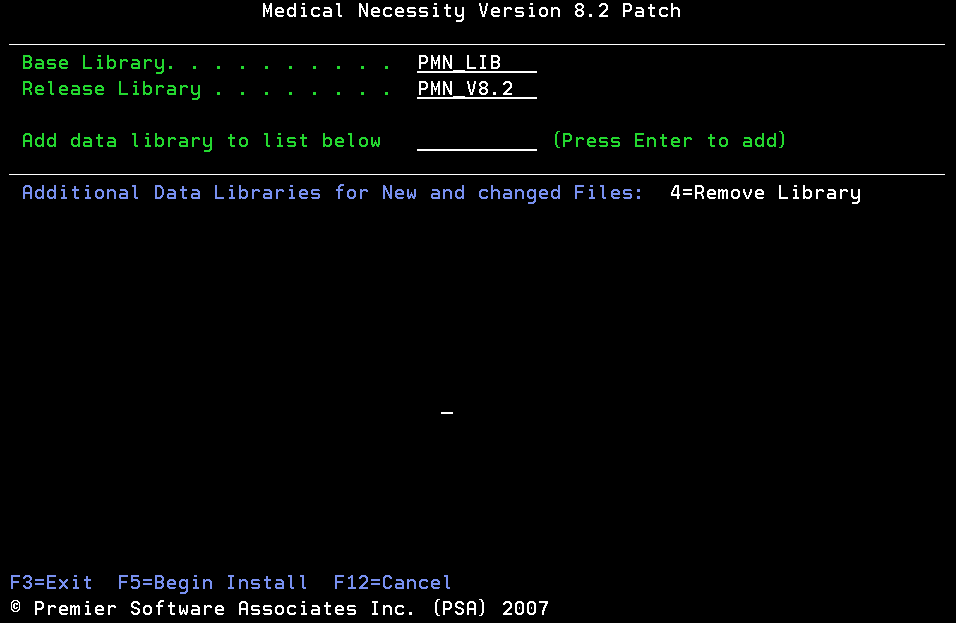 Medical Necessity Version 8.2 Patch
Base Library. . . . . . . . . . PMN_LIB
Release Library . . . . . . . . PMN_V8.2
Add data library to list below __________ (Press Enter to add)
Additional Data Libraries for New and changed Files: 4=Remove Library
_
F3=Exit F5=Begin Install F12=Cancel
© Premier Software Associates Inc. (PSA) 2007